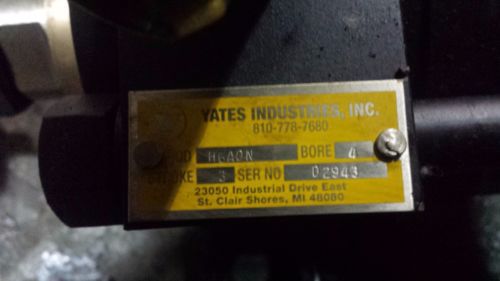 YATES INDUSTRIES, INC.
810-778-7680
H6AON BORE 4
3 SER NO 02943
23050 Industrial Drive East
St. Clair Shores, MI 48080